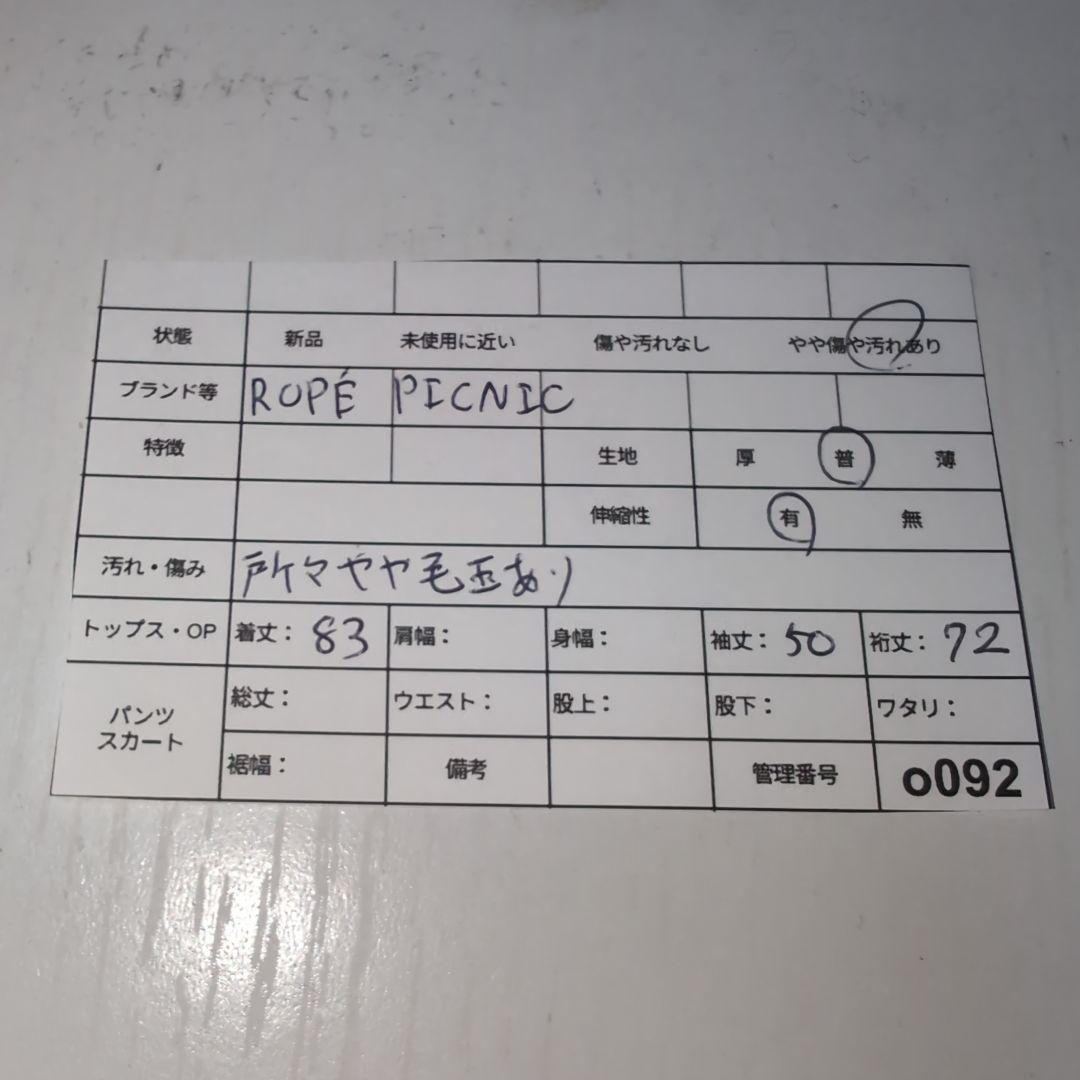 状態 新品 未使用に近い 傷や汚れなし やや傷や汚れあり
ブランド等 ROPÉ PICNIC
特徴 生地 厚 普 薄
伸縮性 有 無
汚れ・傷み 所々やや毛玉あり
トップス・OP 着丈： 83 肩幅： 身幅： 袖丈： 50 裄丈： 72
パンツ スカート 総丈： ウエスト： 股上： 股下： ワタリ：
裾幅： 備考 管理番号 o092